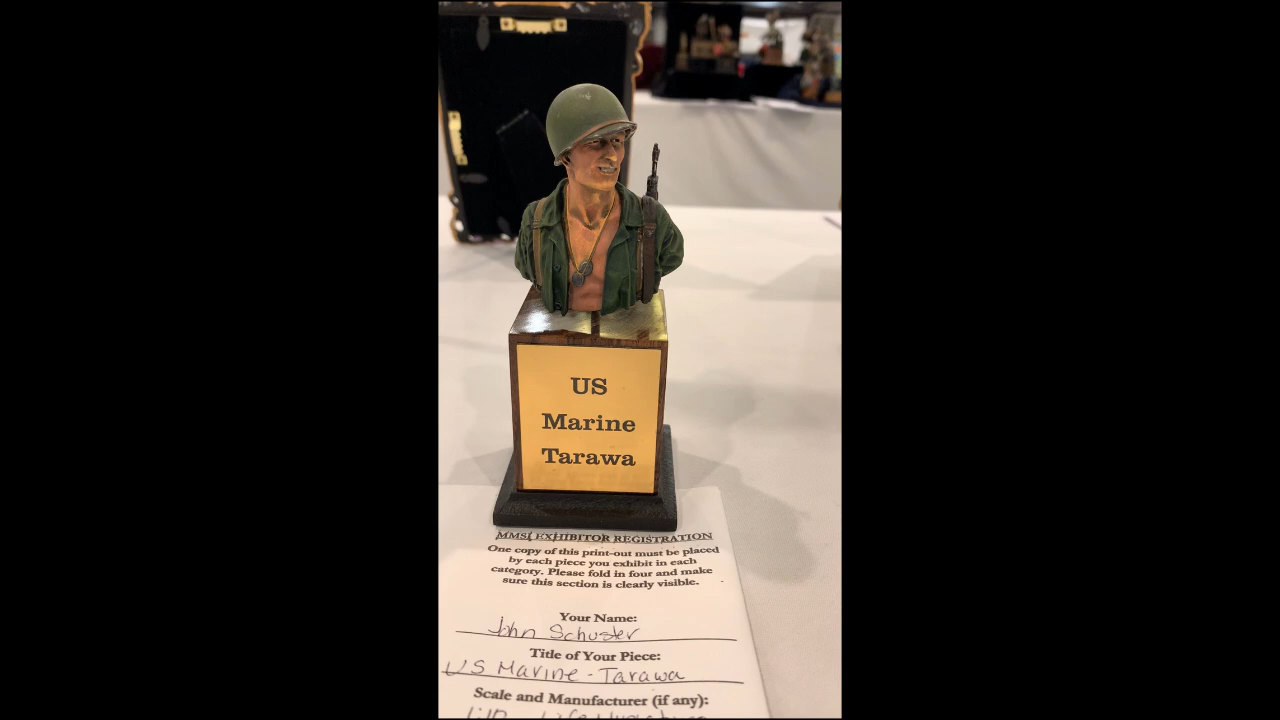 US
Marine
Tarawa
MMSI EXHIBITOR REGISTRATION
One copy of this print-out must be placed
by each piece you exhibit in each
category. Please fold in four and make
sure this section is clearly visible.
Your Name:
John Schuster
Title of Your Piece:
US Marine - Tarawa
Scale and Manufacturer (if any):